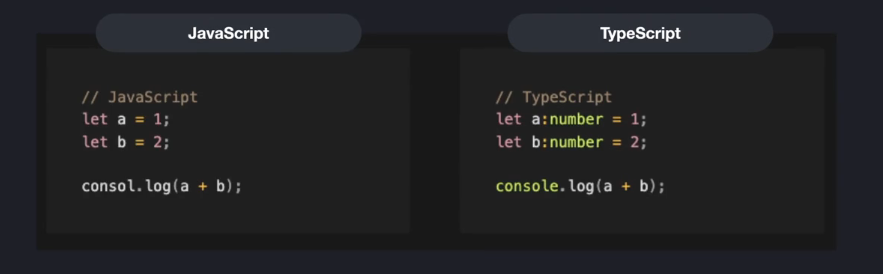 JavaScript
// JavaScript
let a = 1;
let b = 2;
consol.log(a + b);
TypeScript
// TypeScript
let a:number = 1;
let b:number = 2;
console.log(a + b);